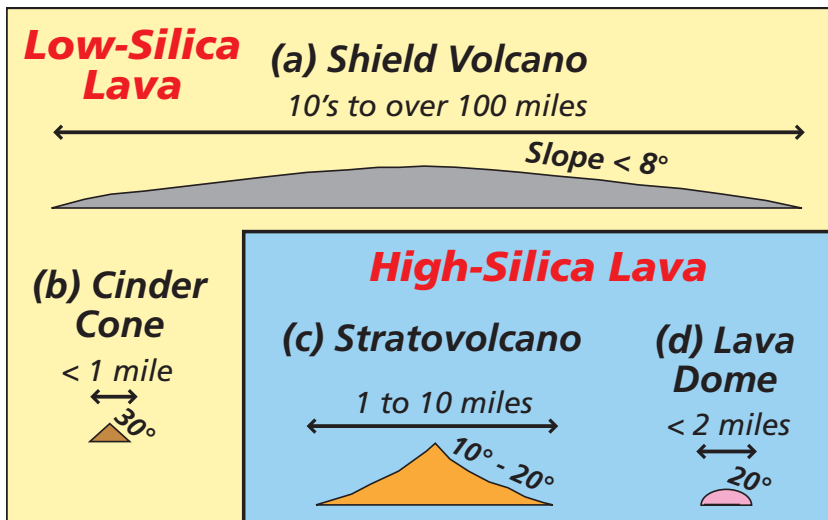 Low-Silica
Lava
(a) Shield Volcano
10's to over 100 miles
Slope < 8°
(b) Cinder
Cone
< 1 mile
30°
High-Silica Lava
(c) Stratovolcano
1 to 10 miles
10° - 20°
(d) Lava
Dome
< 2 miles
20°